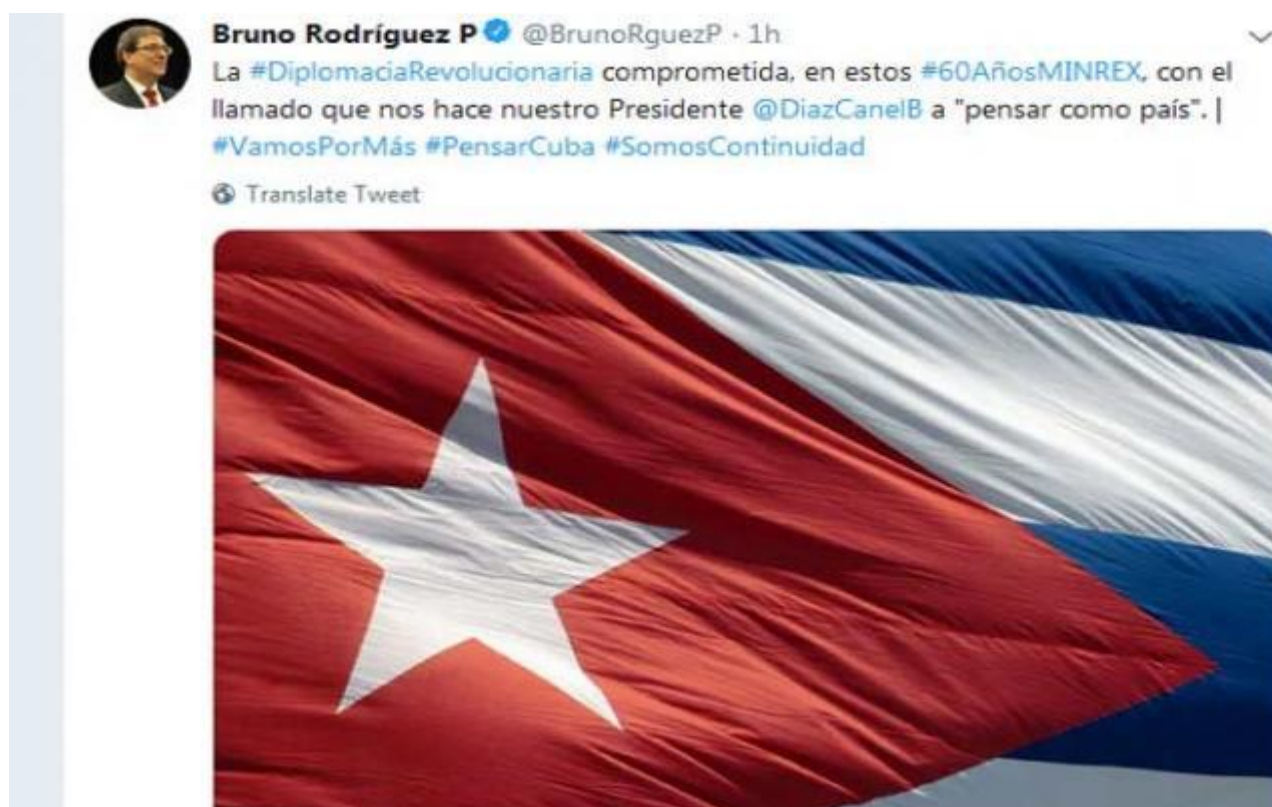 Bruno Rodríguez P @BrunoRguezP · 1h
La #DiplomaciaRevolucionaria comprometida, en estos #60AñosMINREX, con el
llamado que nos hace nuestro Presidente @DiazCanelB a "pensar como país". |
#VamosPorMás #PensarCuba #SomosContinuidad
Translate Tweet